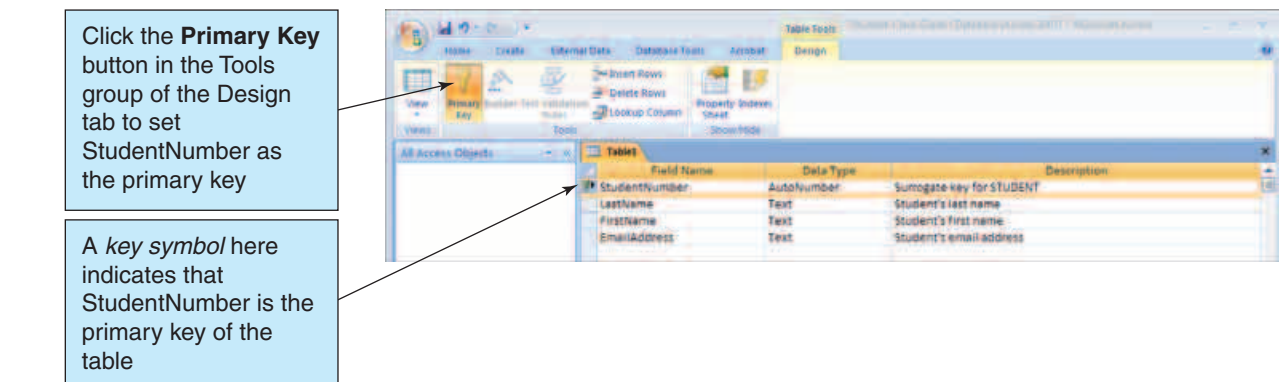 Click the Primary Key
button in the Tools
group of the Design
tab to set
StudentNumber as
the primary key
A key symbol here
indicates that
StudentNumber is the
primary key of the
table
Table Tools
Home Create External Data Database Tools Acrobat Design
View
Primary Key
Builder Test Validation Rules
Insert Rows
Delete Rows
Lookup Column
Property Sheet
Indexes
Views Tools Show/Hide
All Access Objects
Table1
Field Name Data Type Description
StudentNumber AutoNumber Surrogate key for STUDENT
LastName Text Student's last name
FirstName Text Student's first name
EmailAddress Text Student's email address